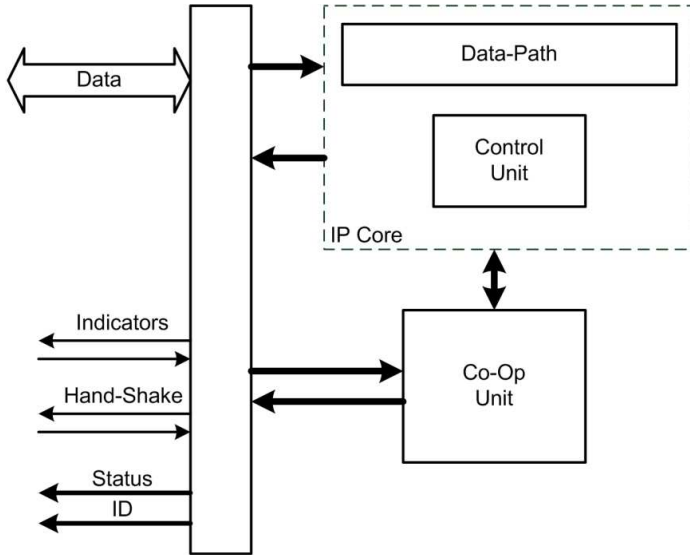 Data
Data-Path
Control
Unit
IP Core
Indicators
Hand-Shake
Co-Op
Unit
Status
ID